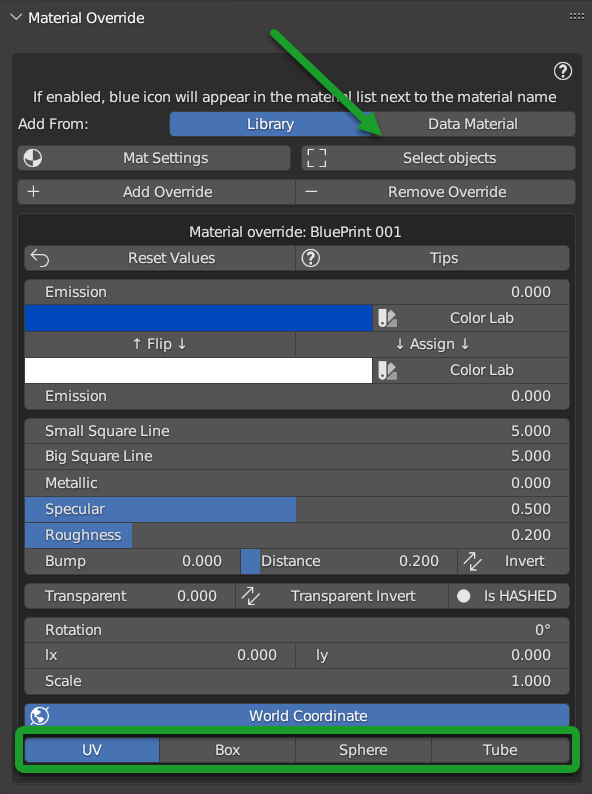 Material Override
If enabled, blue icon will appear in the material list next to the material name
Add From: Library Data Material
Mat Settings Select objects
Add Override Remove Override
Material override: BluePrint 001
Reset Values Tips
Emission 0.000
Color Lab
↑ Flip ↓ ↓ Assign ↓
Color Lab
Emission 0.000
Small Square Line 5.000
Big Square Line 5.000
Metallic 0.000
Specular 0.500
Roughness 0.200
Bump 0.000 Distance 0.200 Invert
Transparent 0.000 Transparent Invert Is HASHED
Rotation 0°
lx 0.000 ly 0.000
Scale 1.000
World Coordinate
UV Box Sphere Tube